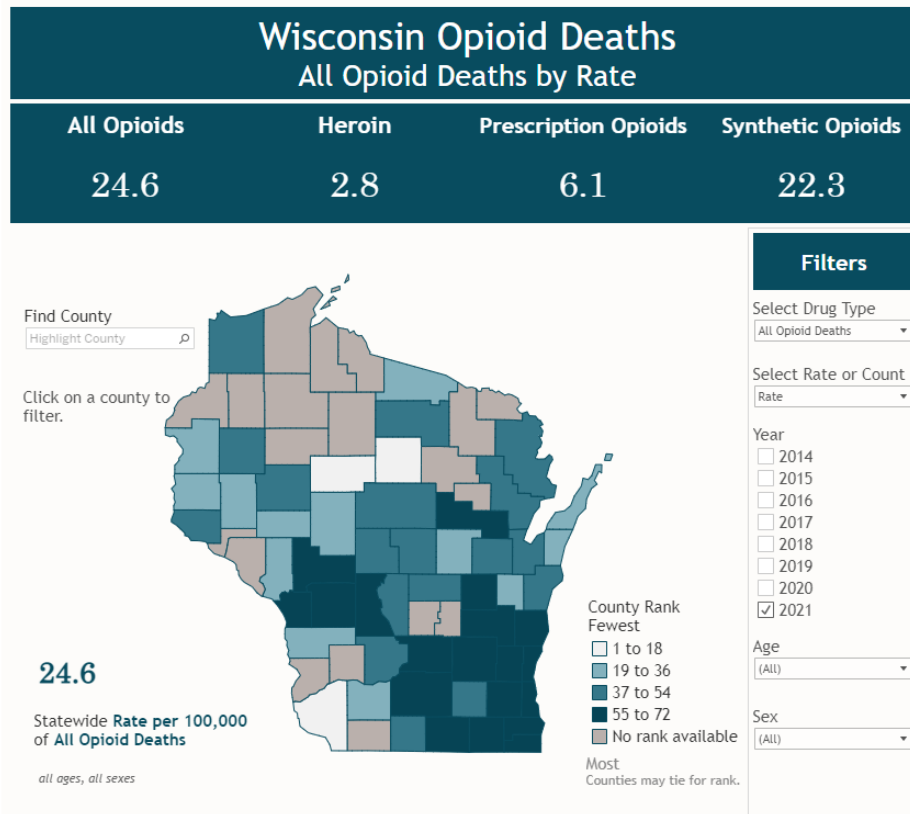 Wisconsin Opioid Deaths
All Opioid Deaths by Rate
All Opioids
Heroin
Prescription Opioids
Synthetic Opioids
24.6
2.8
6.1
22.3
Find County
Highlight County
Click on a county to
filter.
24.6
Statewide Rate per 100,000
of All Opioid Deaths
all ages, all sexes
County Rank
Fewest
1 to 18
19 to 36
37 to 54
55 to 72
No rank available
Most
Counties may tie for rank.
Filters
Select Drug Type
All Opioid Deaths
Select Rate or Count
Rate
Year
2014
2015
2016
2017
2018
2019
2020
2021
Age
(All)
Sex
(All)